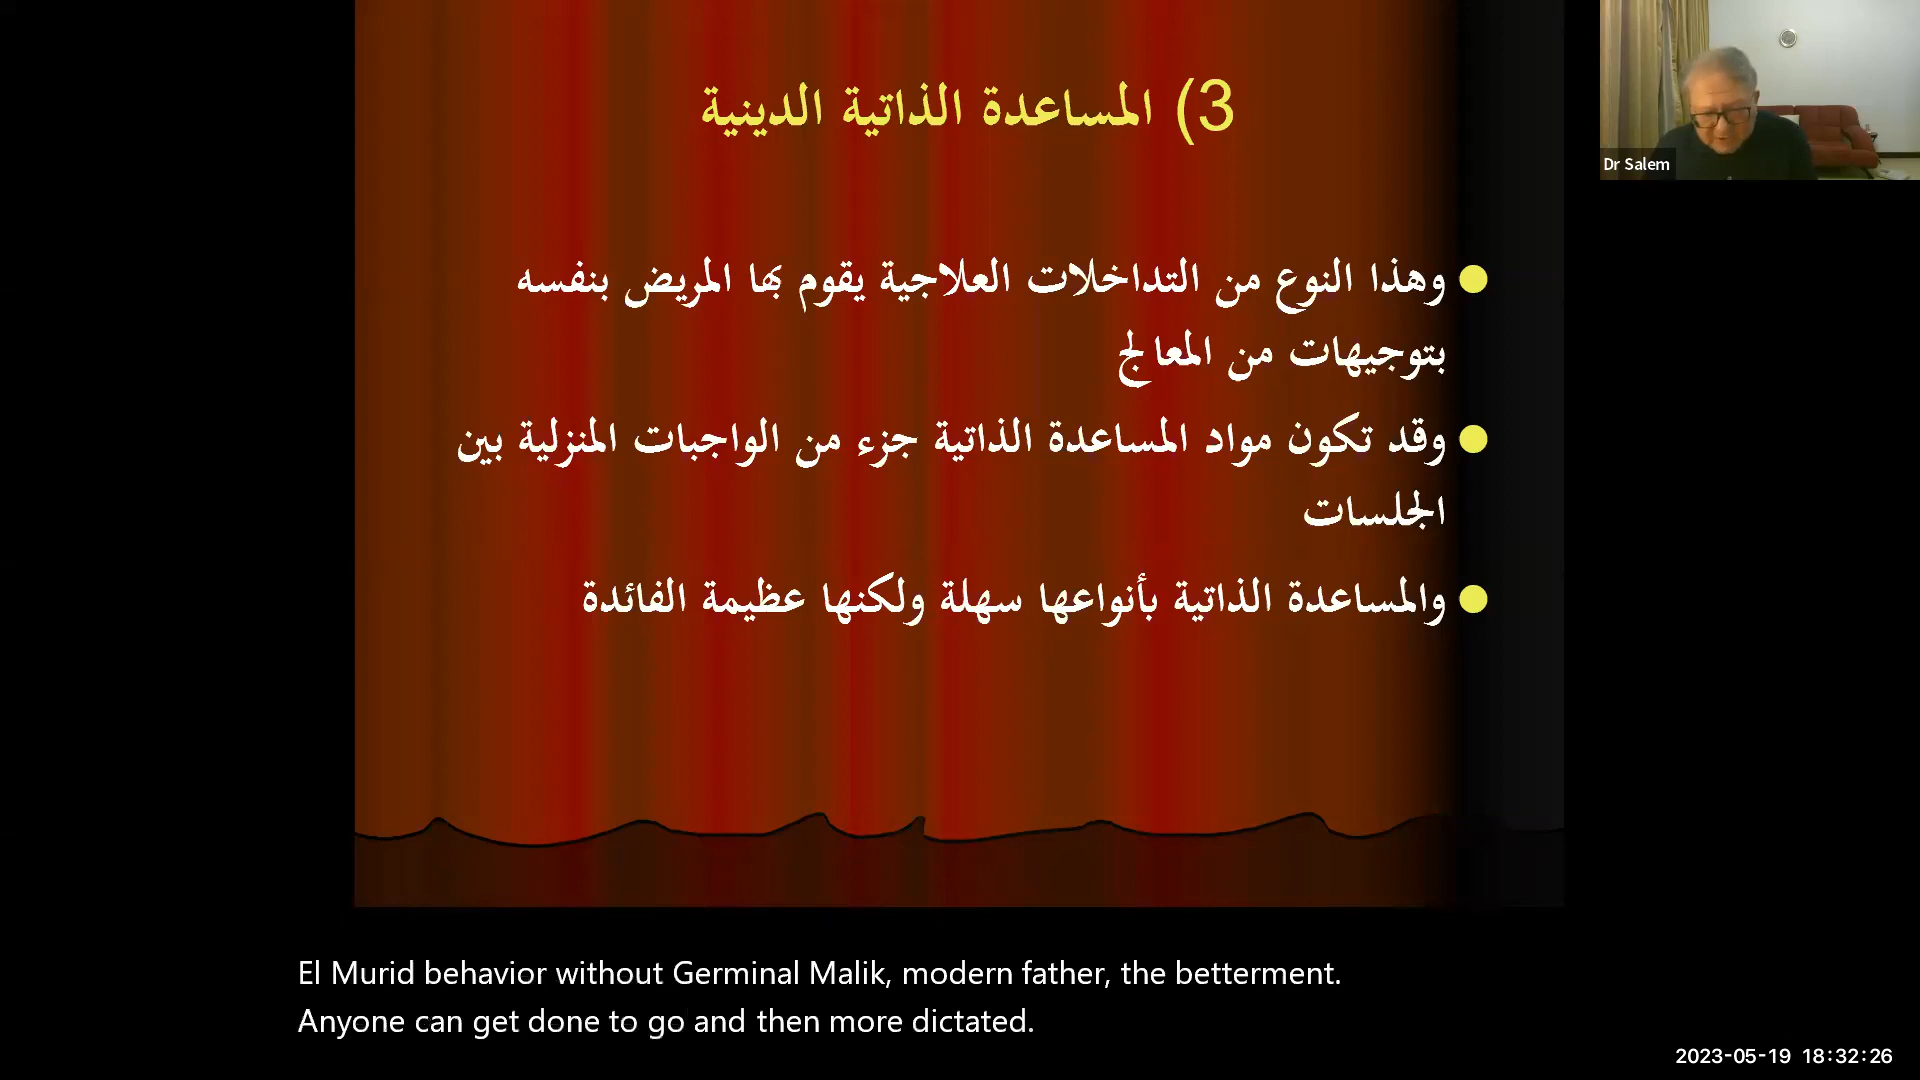 3) المساعدة الذاتية الدينية
وهذا النوع من التداخلات العلاجية يقوم بها المريض بنفسه
بتوجيهات من المعالج
وقد تكون مواد المساعدة الذاتية جزء من الواجبات المنزلية بين
الجلسات
والمساعدة الذاتية بأنواعها سهلة ولكنها عظيمة الفائدة
Dr Salem
El Murid behavior without Germinal Malik, modern father, the betterment.
Anyone can get done to go and then more dictated.
2023-05-19 18:32:26